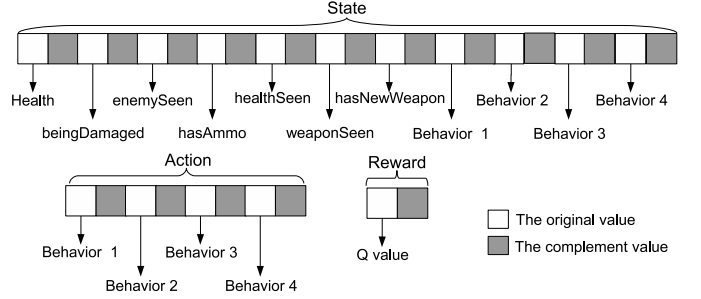 State
Health
enemySeen
healthSeen
hasNewWeapon
Behavior 2
Behavior 4
beingDamaged
hasAmmo
weaponSeen
Behavior 1
Behavior 3
Action
Reward
The original value
The complement value
Behavior 1
Behavior 3
Q value
Behavior 2
Behavior 4